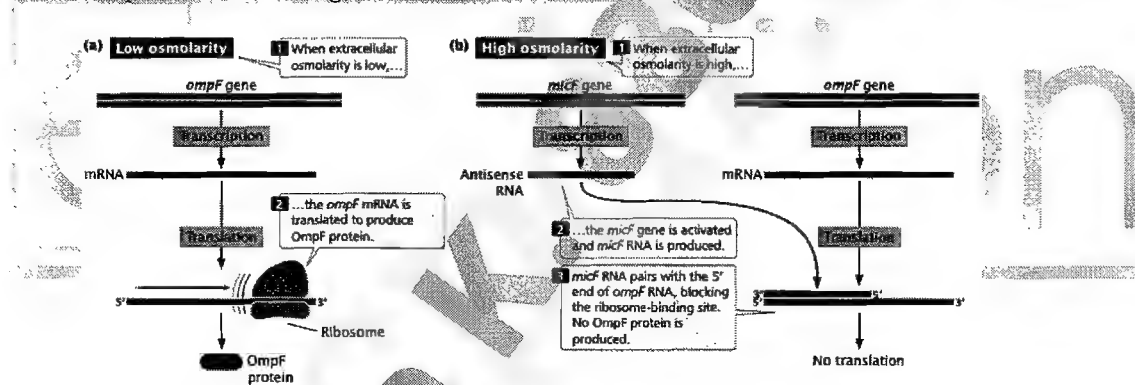 (a) Low osmolarity
1 When extracellular
osmolarity is low,...
ompF gene
Transcription
mRNA
2 ...the ompF mRNA is
translated to produce
OmpF protein.
Translation
5' 3'
Ribosome
OmpF
protein
(b) High osmolarity
1 When extracellular
osmolarity is high,...
micF gene
ompF gene
Transcription
Transcription
Antisense
RNA
mRNA
2 ...the micF gene is activated
and micF RNA is produced.
Translation
3 micF RNA pairs with the 5'
end of ompF RNA, blocking
the ribosome-binding site.
No OmpF protein is
produced.
5'
5' 3'
No translation